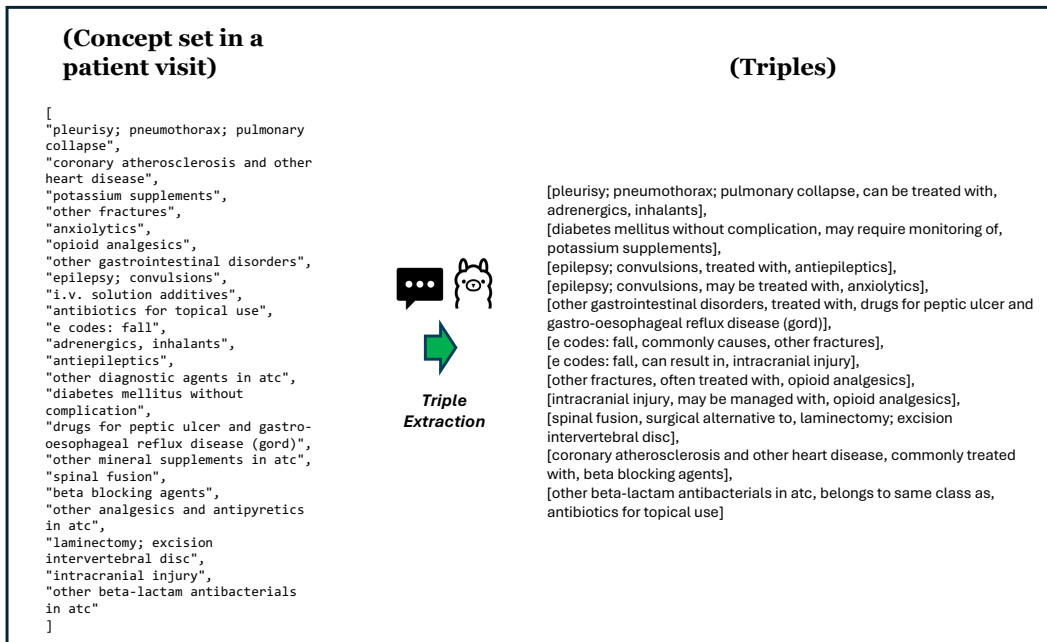 (Concept set in a
patient visit)
[
"pleurisy; pneumothorax; pulmonary
collapse",
"coronary atherosclerosis and other
heart disease",
"potassium supplements",
"other fractures",
"anxiolytics",
"opioid analgesics",
"other gastrointestinal disorders",
"epilepsy; convulsions",
"i.v. solution additives",
"antibiotics for topical use",
"e codes: fall",
"adrenergics, inhalants",
"antiepileptics",
"other diagnostic agents in atc",
"diabetes mellitus without
complication",
"drugs for peptic ulcer and gastro-
oesophageal reflux disease (gord)",
"other mineral supplements in atc",
"spinal fusion",
"beta blocking agents",
"other analgesics and antipyretics
in atc",
"laminectomy; excision
intervertebral disc",
"intracranial injury",
"other beta-lactam antibacterials
in atc"
]
Triple
Extraction
(Triples)
[pleurisy; pneumothorax; pulmonary collapse, can be treated with,
adrenergics, inhalants],
[diabetes mellitus without complication, may require monitoring of,
potassium supplements],
[epilepsy; convulsions, treated with, antiepileptics],
[epilepsy; convulsions, may be treated with, anxiolytics],
[other gastrointestinal disorders, treated with, drugs for peptic ulcer and
gastro-oesophageal reflux disease (gord)],
[e codes: fall, commonly causes, other fractures],
[e codes: fall, can result in, intracranial injury],
[other fractures, often treated with, opioid analgesics],
[intracranial injury, may be managed with, opioid analgesics],
[spinal fusion, surgical alternative to, laminectomy; excision
intervertebral disc],
[coronary atherosclerosis and other heart disease, commonly treated
with, beta blocking agents],
[other beta-lactam antibacterials in atc, belongs to same class as,
antibiotics for topical use]